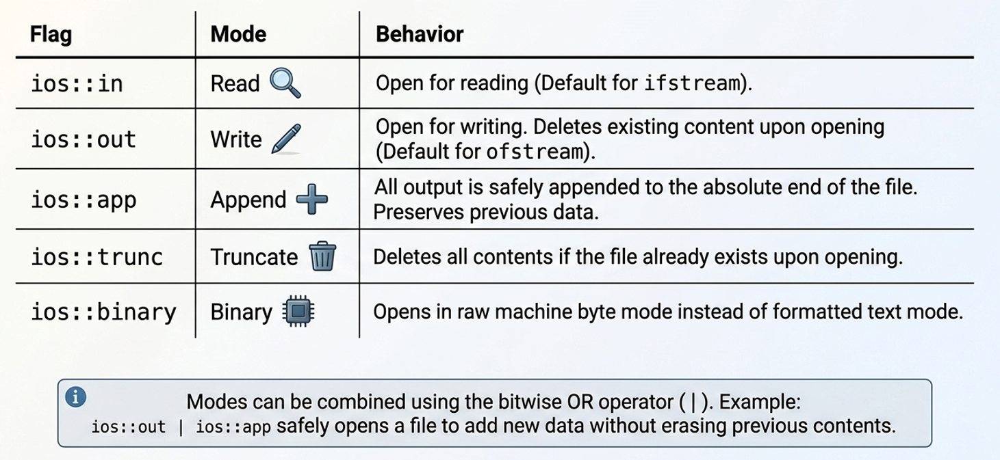 Flag Mode Behavior
ios::in Read Open for reading (Default for ifstream).
ios::out Write Open for writing. Deletes existing content upon opening
(Default for ofstream).
ios::app Append All output is safely appended to the absolute end of the file.
Preserves previous data.
ios::trunc Truncate Deletes all contents if the file already exists upon opening.
ios::binary Binary Opens in raw machine byte mode instead of formatted text mode.
i Modes can be combined using the bitwise OR operator (|). Example:
ios::out | ios::app safely opens a file to add new data without erasing previous contents.